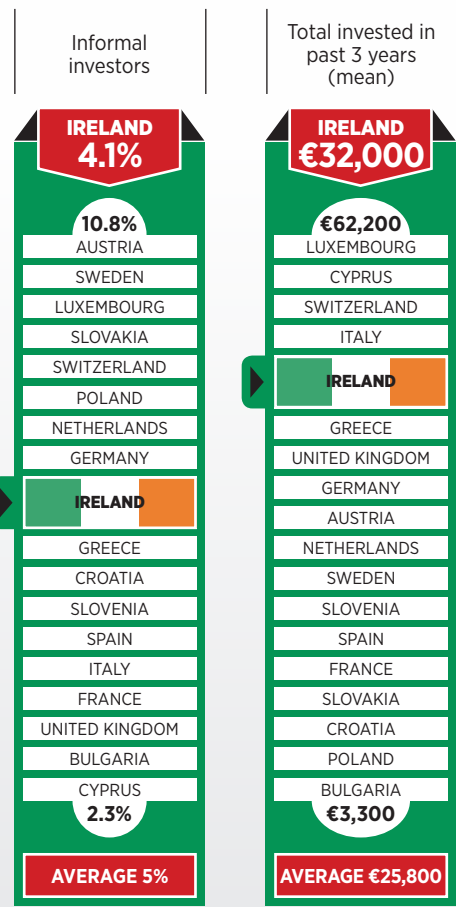 Informal
investors
IRELAND
4.1%
10.8%
AUSTRIA
SWEDEN
LUXEMBOURG
SLOVAKIA
SWITZERLAND
POLAND
NETHERLANDS
GERMANY
IRELAND
GREECE
CROATIA
SLOVENIA
SPAIN
ITALY
FRANCE
UNITED KINGDOM
BULGARIA
CYPRUS
2.3%
AVERAGE 5%
Total invested in
past 3 years
(mean)
IRELAND
€32,000
€62,200
LUXEMBOURG
CYPRUS
SWITZERLAND
ITALY
IRELAND
GREECE
UNITED KINGDOM
GERMANY
AUSTRIA
NETHERLANDS
SWEDEN
SLOVENIA
SPAIN
FRANCE
SLOVAKIA
CROATIA
POLAND
BULGARIA
€3,300
AVERAGE €25,800